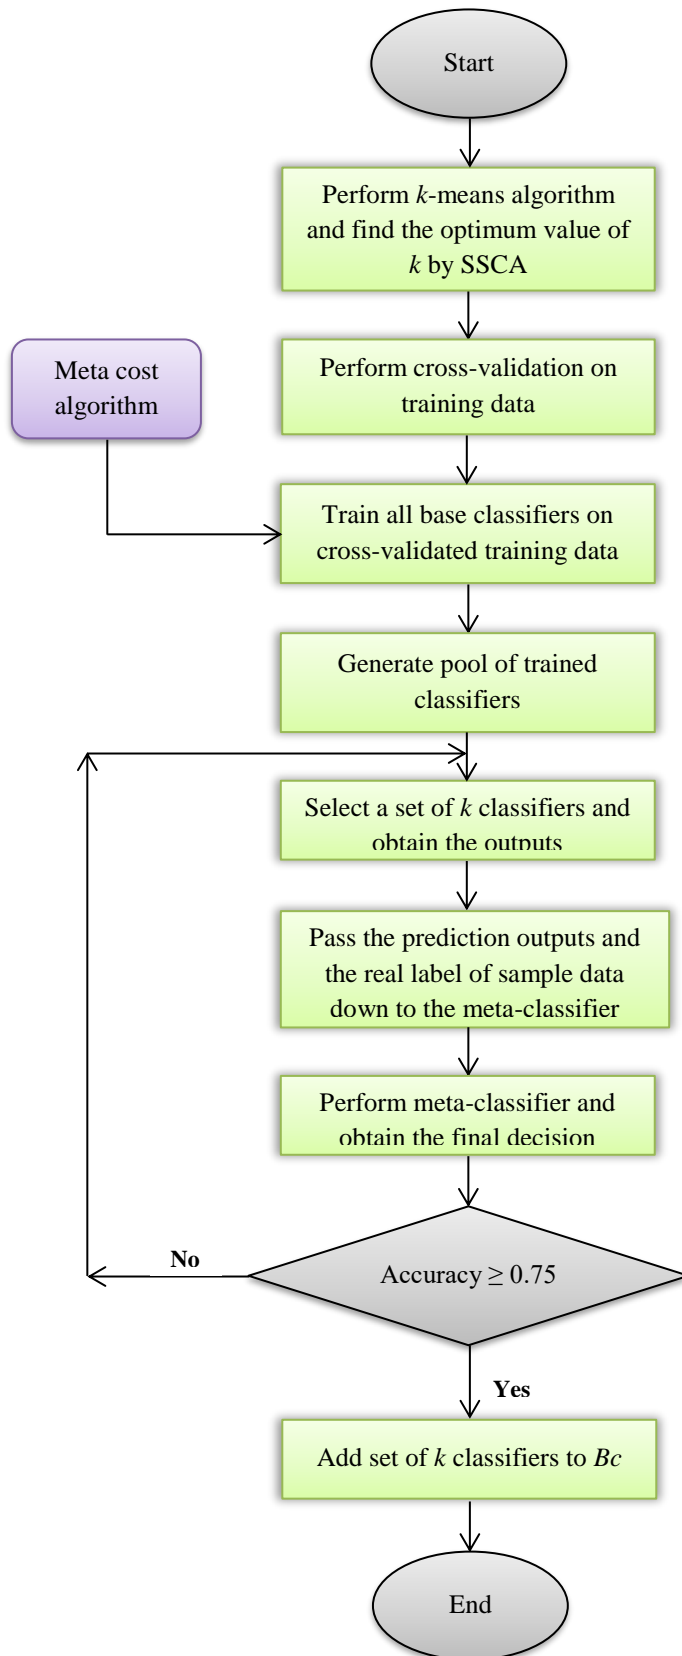 Start
Perform k-means algorithm
and find the optimum value of
k by SSCA
Meta cost
algorithm
Perform cross-validation on
training data
Train all base classifiers on
cross-validated training data
Generate pool of trained
classifiers
Select a set of k classifiers and
obtain the outputs
Pass the prediction outputs and
the real label of sample data
down to the meta-classifier
Perform meta-classifier and
obtain the final decision
No
Accuracy ≥ 0.75
Yes
Add set of k classifiers to Bc
End